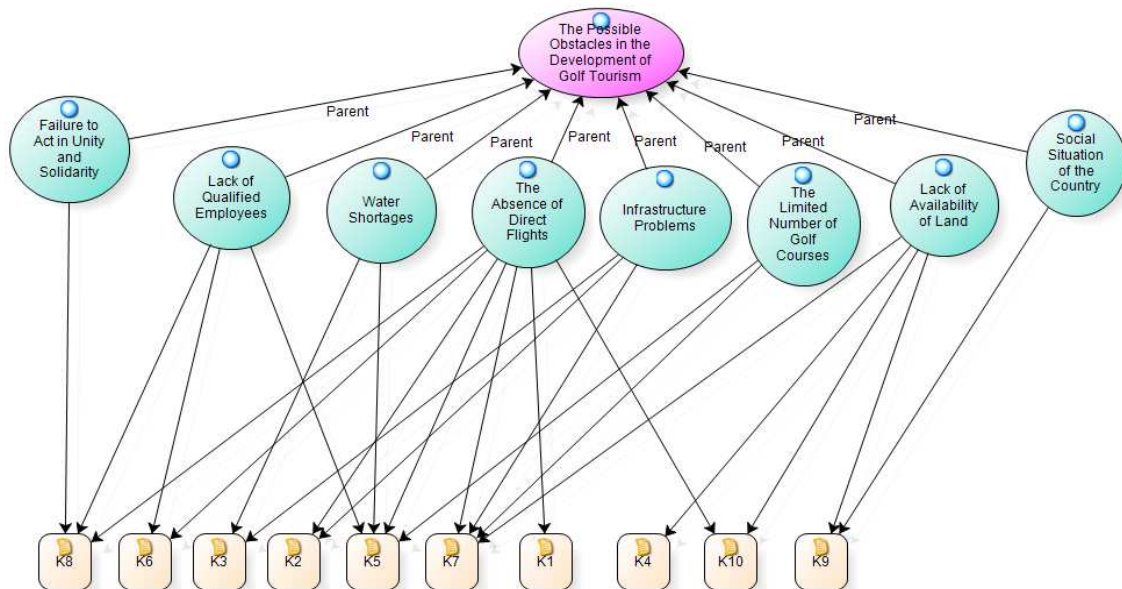 The Possible
Obstacles in the
Development of
Golf Tourism
Parent
Parent
Parent
Parent
Parent
Parent
Parent
Parent
Failure to
Act in Unity
and
Solidarity
Lack of
Qualified
Employees
Water
Shortages
The
Absence of
Direct
Flights
Infrastructure
Problems
The
Limited
Number of
Golf
Courses
Lack of
Availability
of Land
Social
Situation
of the
Country
K8
K6
K3
K2
K5
K7
K1
K4
K10
K9